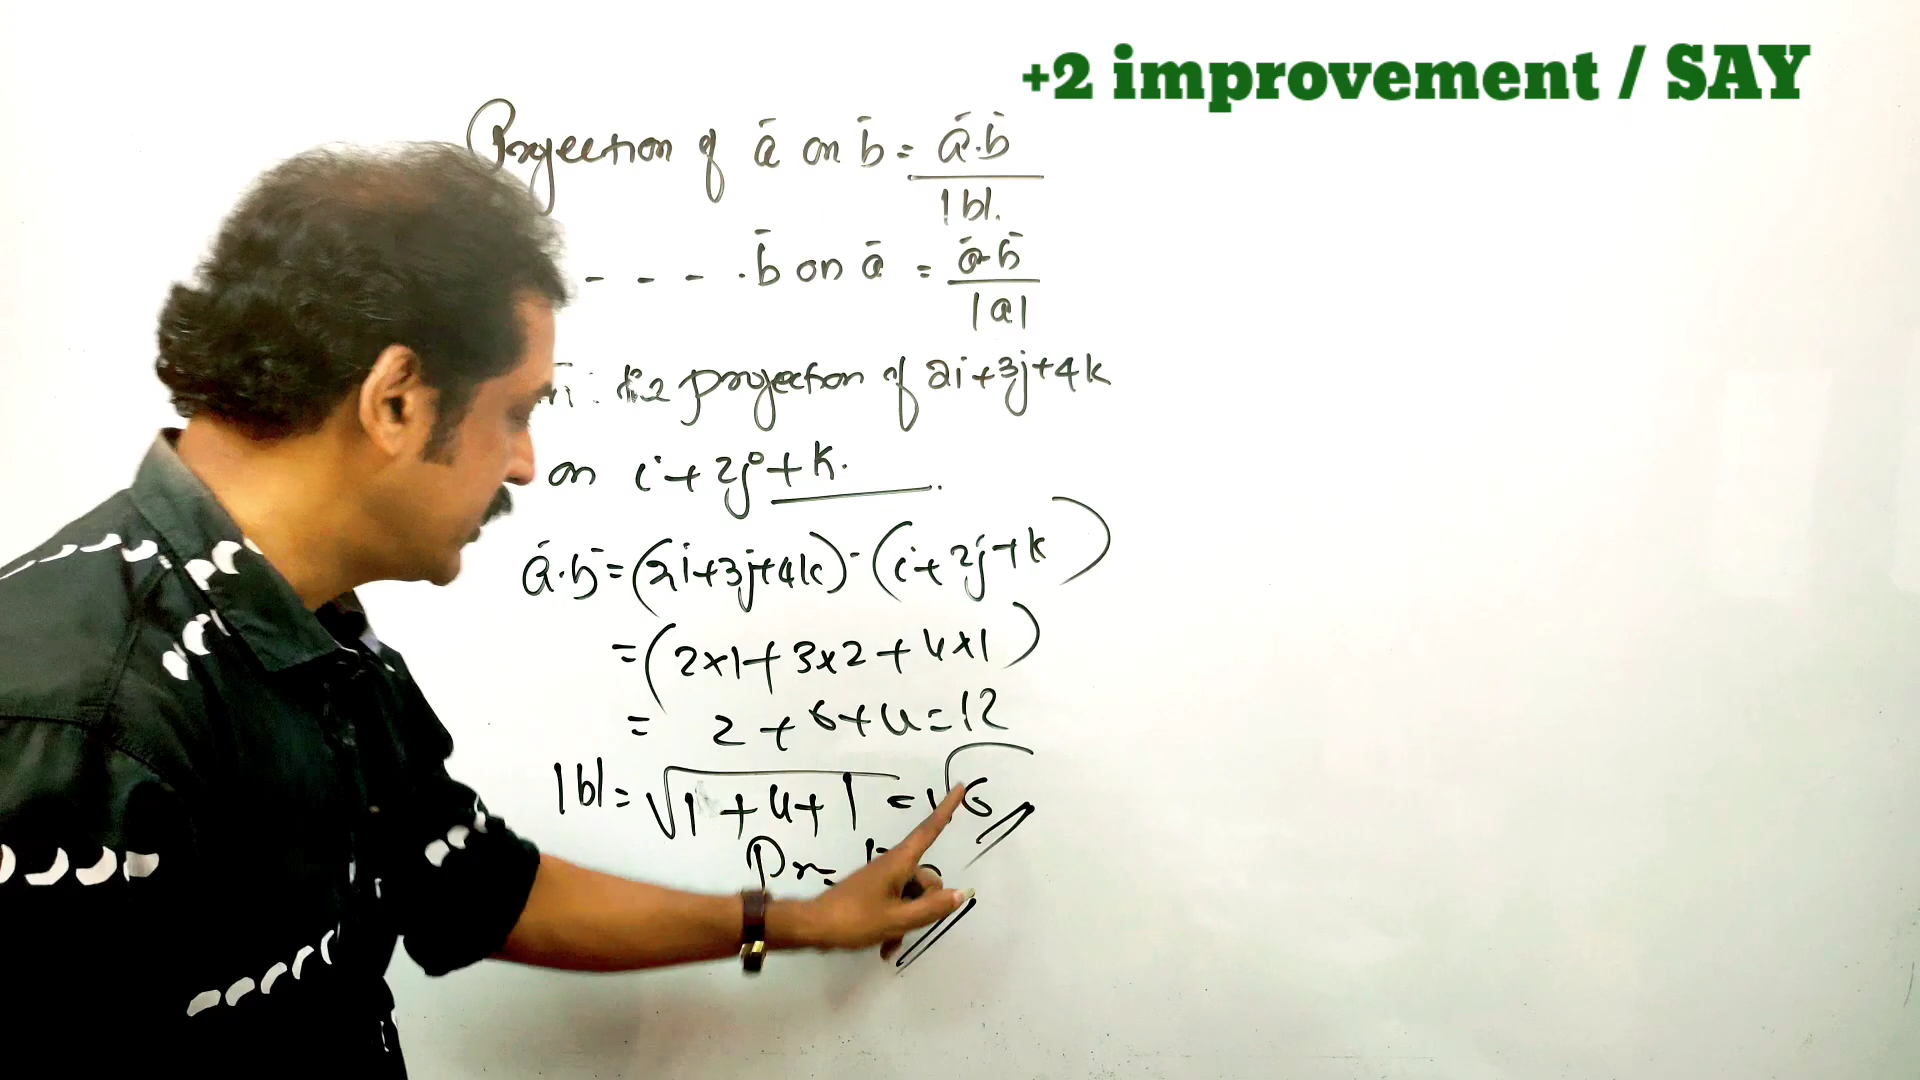 +2 improvement / SAY
Projection of a̅ on b̅ = a̅.b̅
|b|.
- - - - . b̅ on a̅ = a̅.b̅
|a|
: the projection of 2i+3j+4k
on i + 2j + k.
a̅.b̅ = (2i+3j+4k) . (i + 2j + k)
= (2×1 + 3×2 + 4×1)
= 2 + 6 + 4 = 12
|b| = √1 + 4 + 1 = √6
Pr =